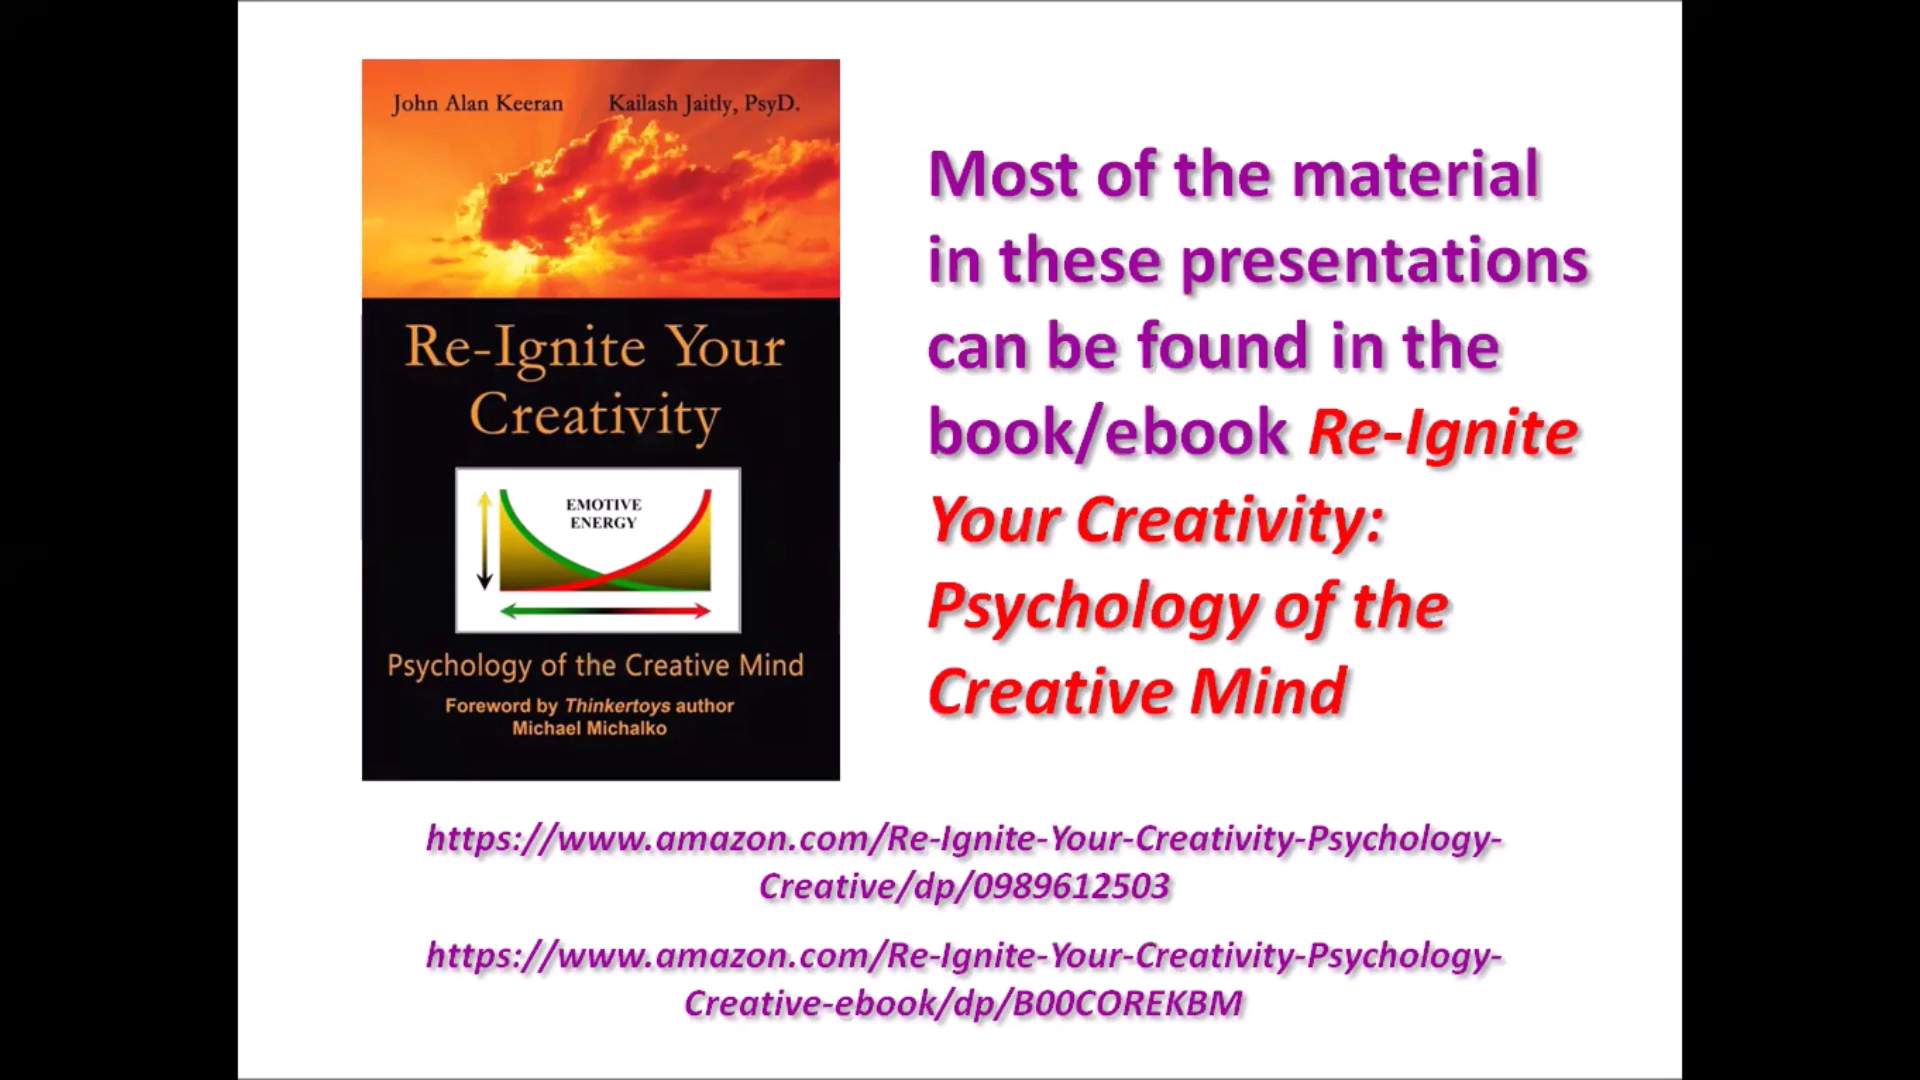 John Alan Keeran Kailash Jaitly, PsyD.
Re-Ignite Your
Creativity
EMOTIVE
ENERGY
Psychology of the Creative Mind
Foreword by Thinkertoys author
Michael Michalko
Most of the material
in these presentations
can be found in the
book/ebook Re-Ignite
Your Creativity:
Psychology of the
Creative Mind
https://www.amazon.com/Re-Ignite-Your-Creativity-Psychology-
Creative/dp/0989612503
https://www.amazon.com/Re-Ignite-Your-Creativity-Psychology-
Creative-ebook/dp/B00COREKBM